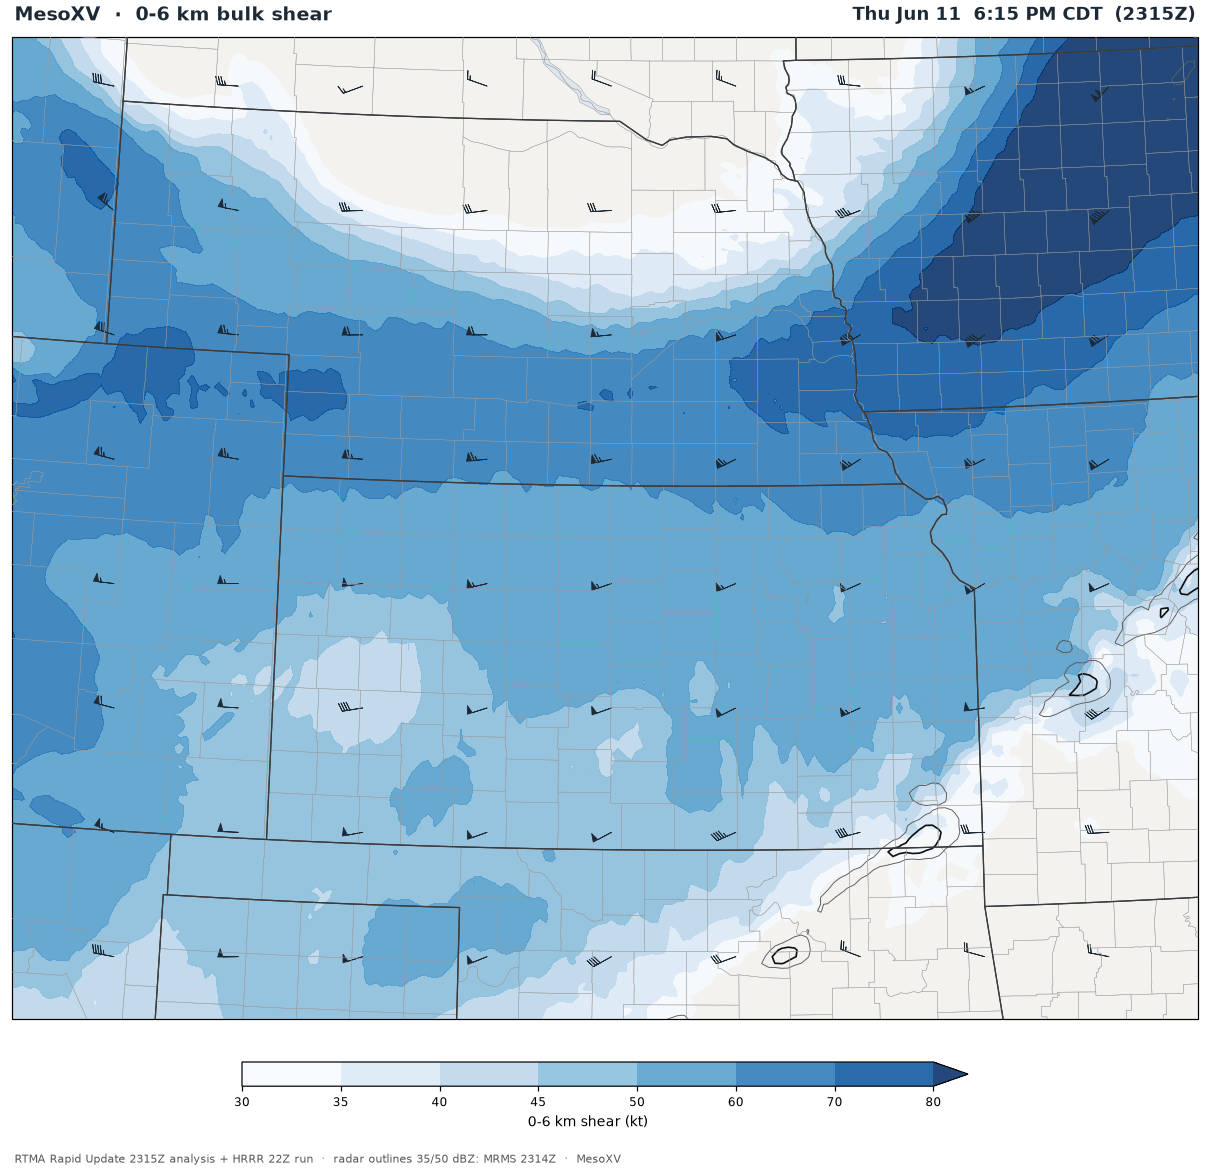 MesoXV · 0-6 km bulk shear
Thu Jun 11 6:15 PM CDT (2315Z)
30 35 40 45 50 60 70 80
0-6 km shear (kt)
RTMA Rapid Update 2315Z analysis + HRRR 22Z run · radar outlines 35/50 dBZ: MRMS 2314Z · MesoXV